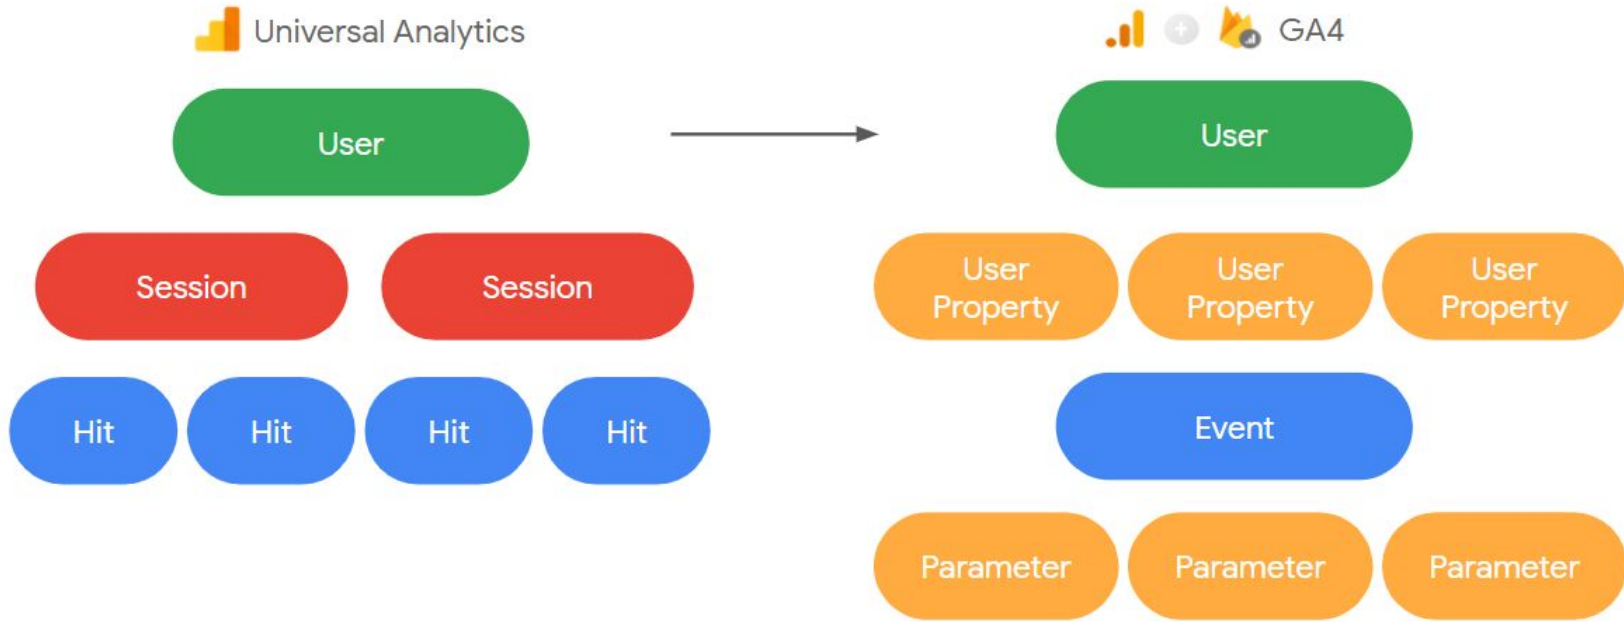 Universal Analytics
User
Session
Session
Hit
Hit
Hit
Hit
GA4
User
User
Property
User
Property
User
Property
Event
Parameter
Parameter
Parameter